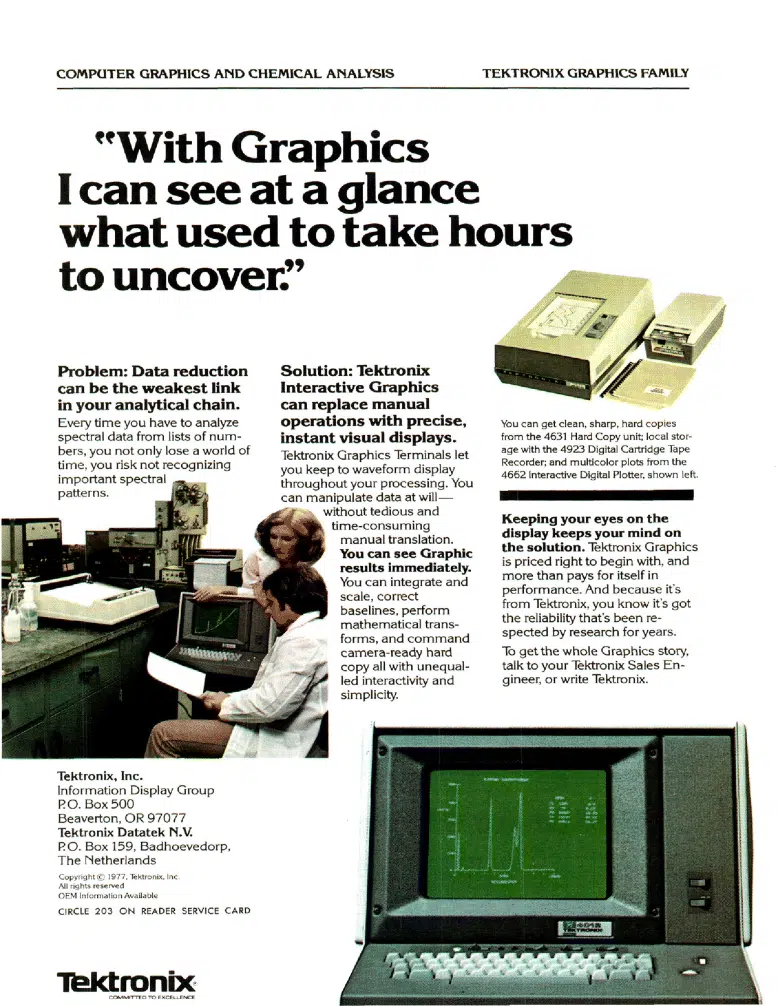 COMPUTER GRAPHICS AND CHEMICAL ANALYSIS
TEKTRONIX GRAPHICS FAMILY
"With Graphics
I can see at a glance
what used to take hours
to uncover."
Problem: Data reduction
can be the weakest link
in your analytical chain.
Every time you have to analyze
spectral data from lists of num-
bers, you not only lose a world of
time, you risk not recognizing
important spectral
patterns.
Solution: Tektronix
Interactive Graphics
can replace manual
operations with precise,
instant visual displays.
Tektronix Graphics Terminals let
you keep to waveform display
throughout your processing. You
can manipulate data at will—
without tedious and
time-consuming
manual translation.
You can see Graphic
results immediately.
You can integrate and
scale, correct
baselines, perform
mathematical trans-
forms, and command
camera-ready hard
copy all with unequal-
led interactivity and
simplicity.
You can get clean, sharp, hard copies
from the 4631 Hard Copy unit; local stor-
age with the 4923 Digital Cartridge Tape
Recorder; and multicolor plots from the
4662 Interactive Digital Plotter, shown left.
Keeping your eyes on the
display keeps your mind on
the solution. Tektronix Graphics
is priced right to begin with, and
more than pays for itself in
performance. And because it's
from Tektronix, you know it's got
the reliability that's been re-
spected by research for years.
To get the whole Graphics story,
talk to your Tektronix Sales En-
gineer, or write Tektronix.
Tektronix, Inc.
Information Display Group
P.O. Box 500
Beaverton, OR 97077
Tektronix Datatek N.V.
P.O. Box 159, Badhoevedorp,
The Netherlands
Copyright © 1977, Tektronix, Inc.
All rights reserved
OEM Information Available
CIRCLE 203 ON READER SERVICE CARD
4012
TEKTRONIX
Tektronix
COMMITTED TO EXCELLENCE